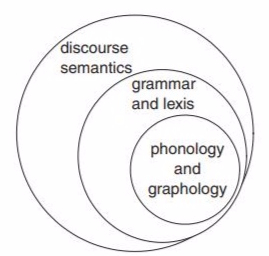 discourse
semantics
grammar
and lexis
phonology
and
graphology